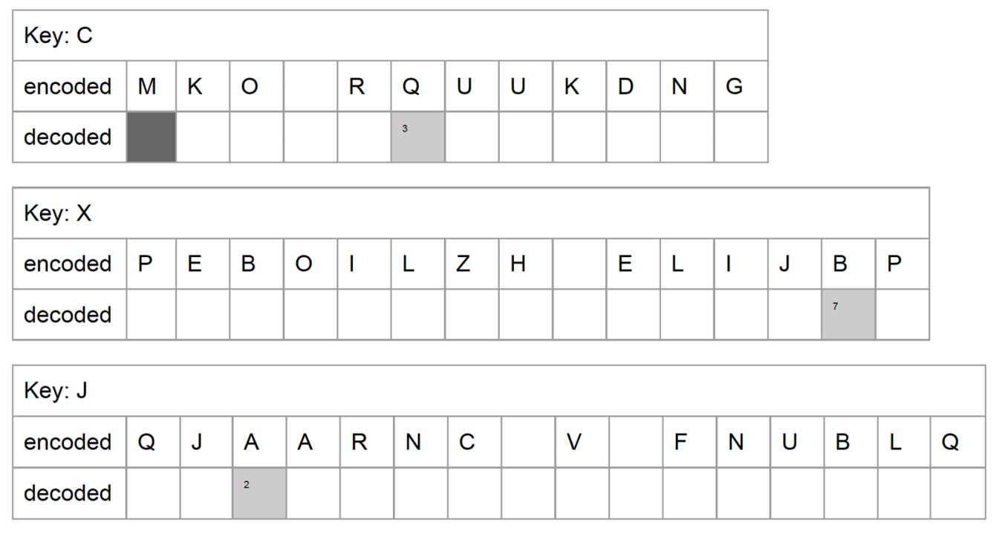 Key: C
encoded M K O R Q U U K D N G
decoded 3
Key: X
encoded P E B O I L Z H E L I J B P
decoded 7
Key: J
encoded Q J A A R N C V F N U B L Q
decoded 2